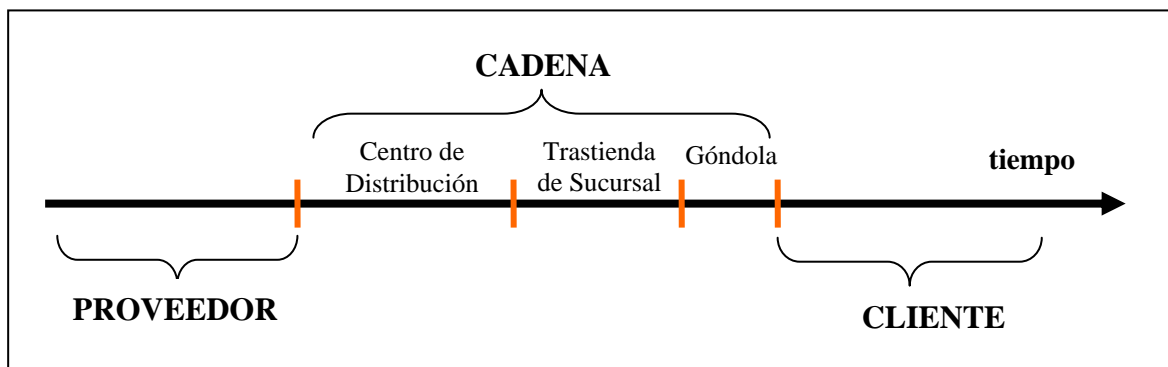 CADENA
Centro de
Distribución
Trastienda
de Sucursal
Góndola
tiempo
PROVEEDOR
CLIENTE